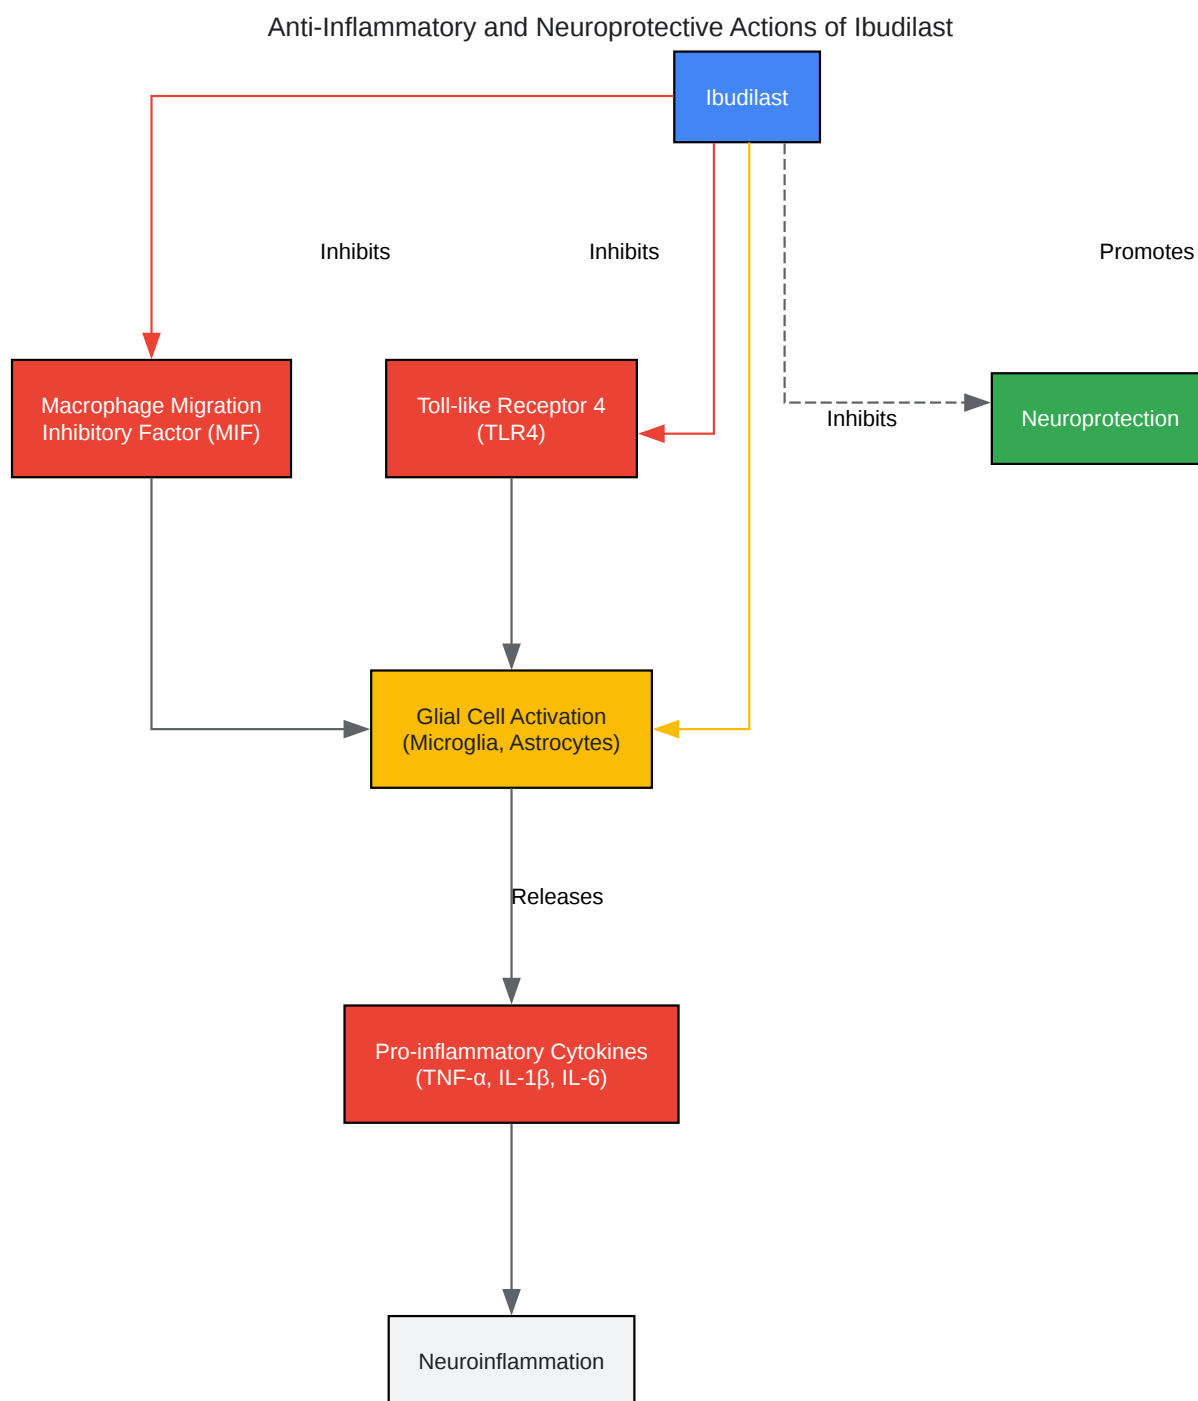 Anti-Inflammatory and Neuroprotective Actions of Ibudilast
Ibudilast
Inhibits
Inhibits
Promotes
Macrophage Migration
Inhibitory Factor (MIF)
Toll-like Receptor 4
(TLR4)
Inhibits
Neuroprotection
Glial Cell Activation
(Microglia, Astrocytes)
Releases
Pro-inflammatory Cytokines
(TNF-α, IL-1β, IL-6)
Neuroinflammation